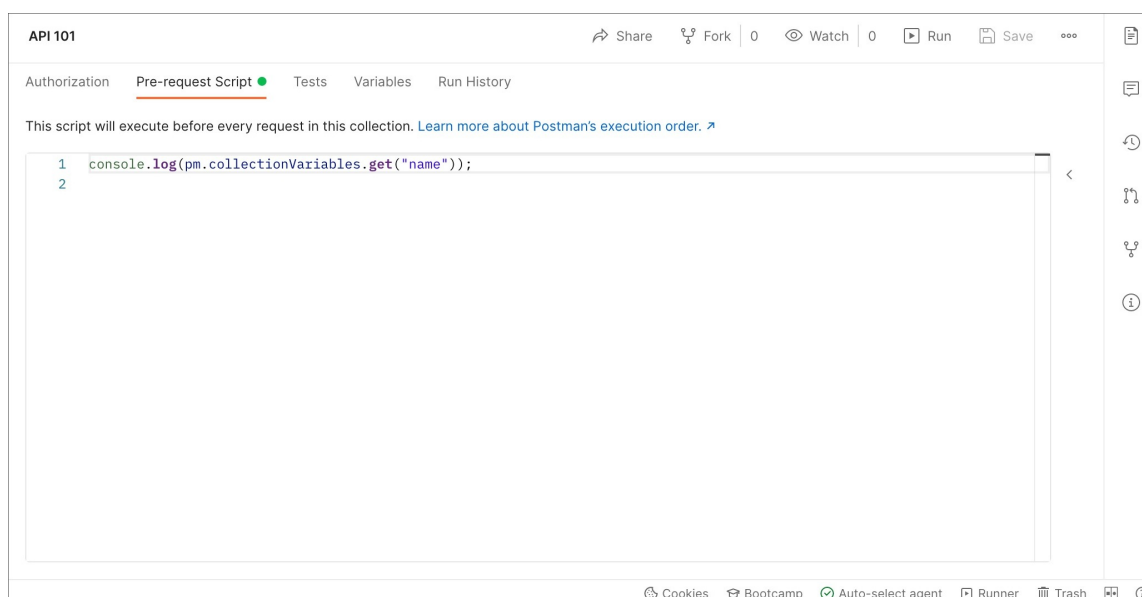 API 101
Share
Fork
0
Watch
0
Run
Save
Authorization
Pre-request Script
Tests
Variables
Run History
This script will execute before every request in this collection. Learn more about Postman's execution order. ↗
1 console.log(pm.collectionVariables.get("name"));
2
Cookies
Bootcamp
Auto-select agent
Runner
Trash